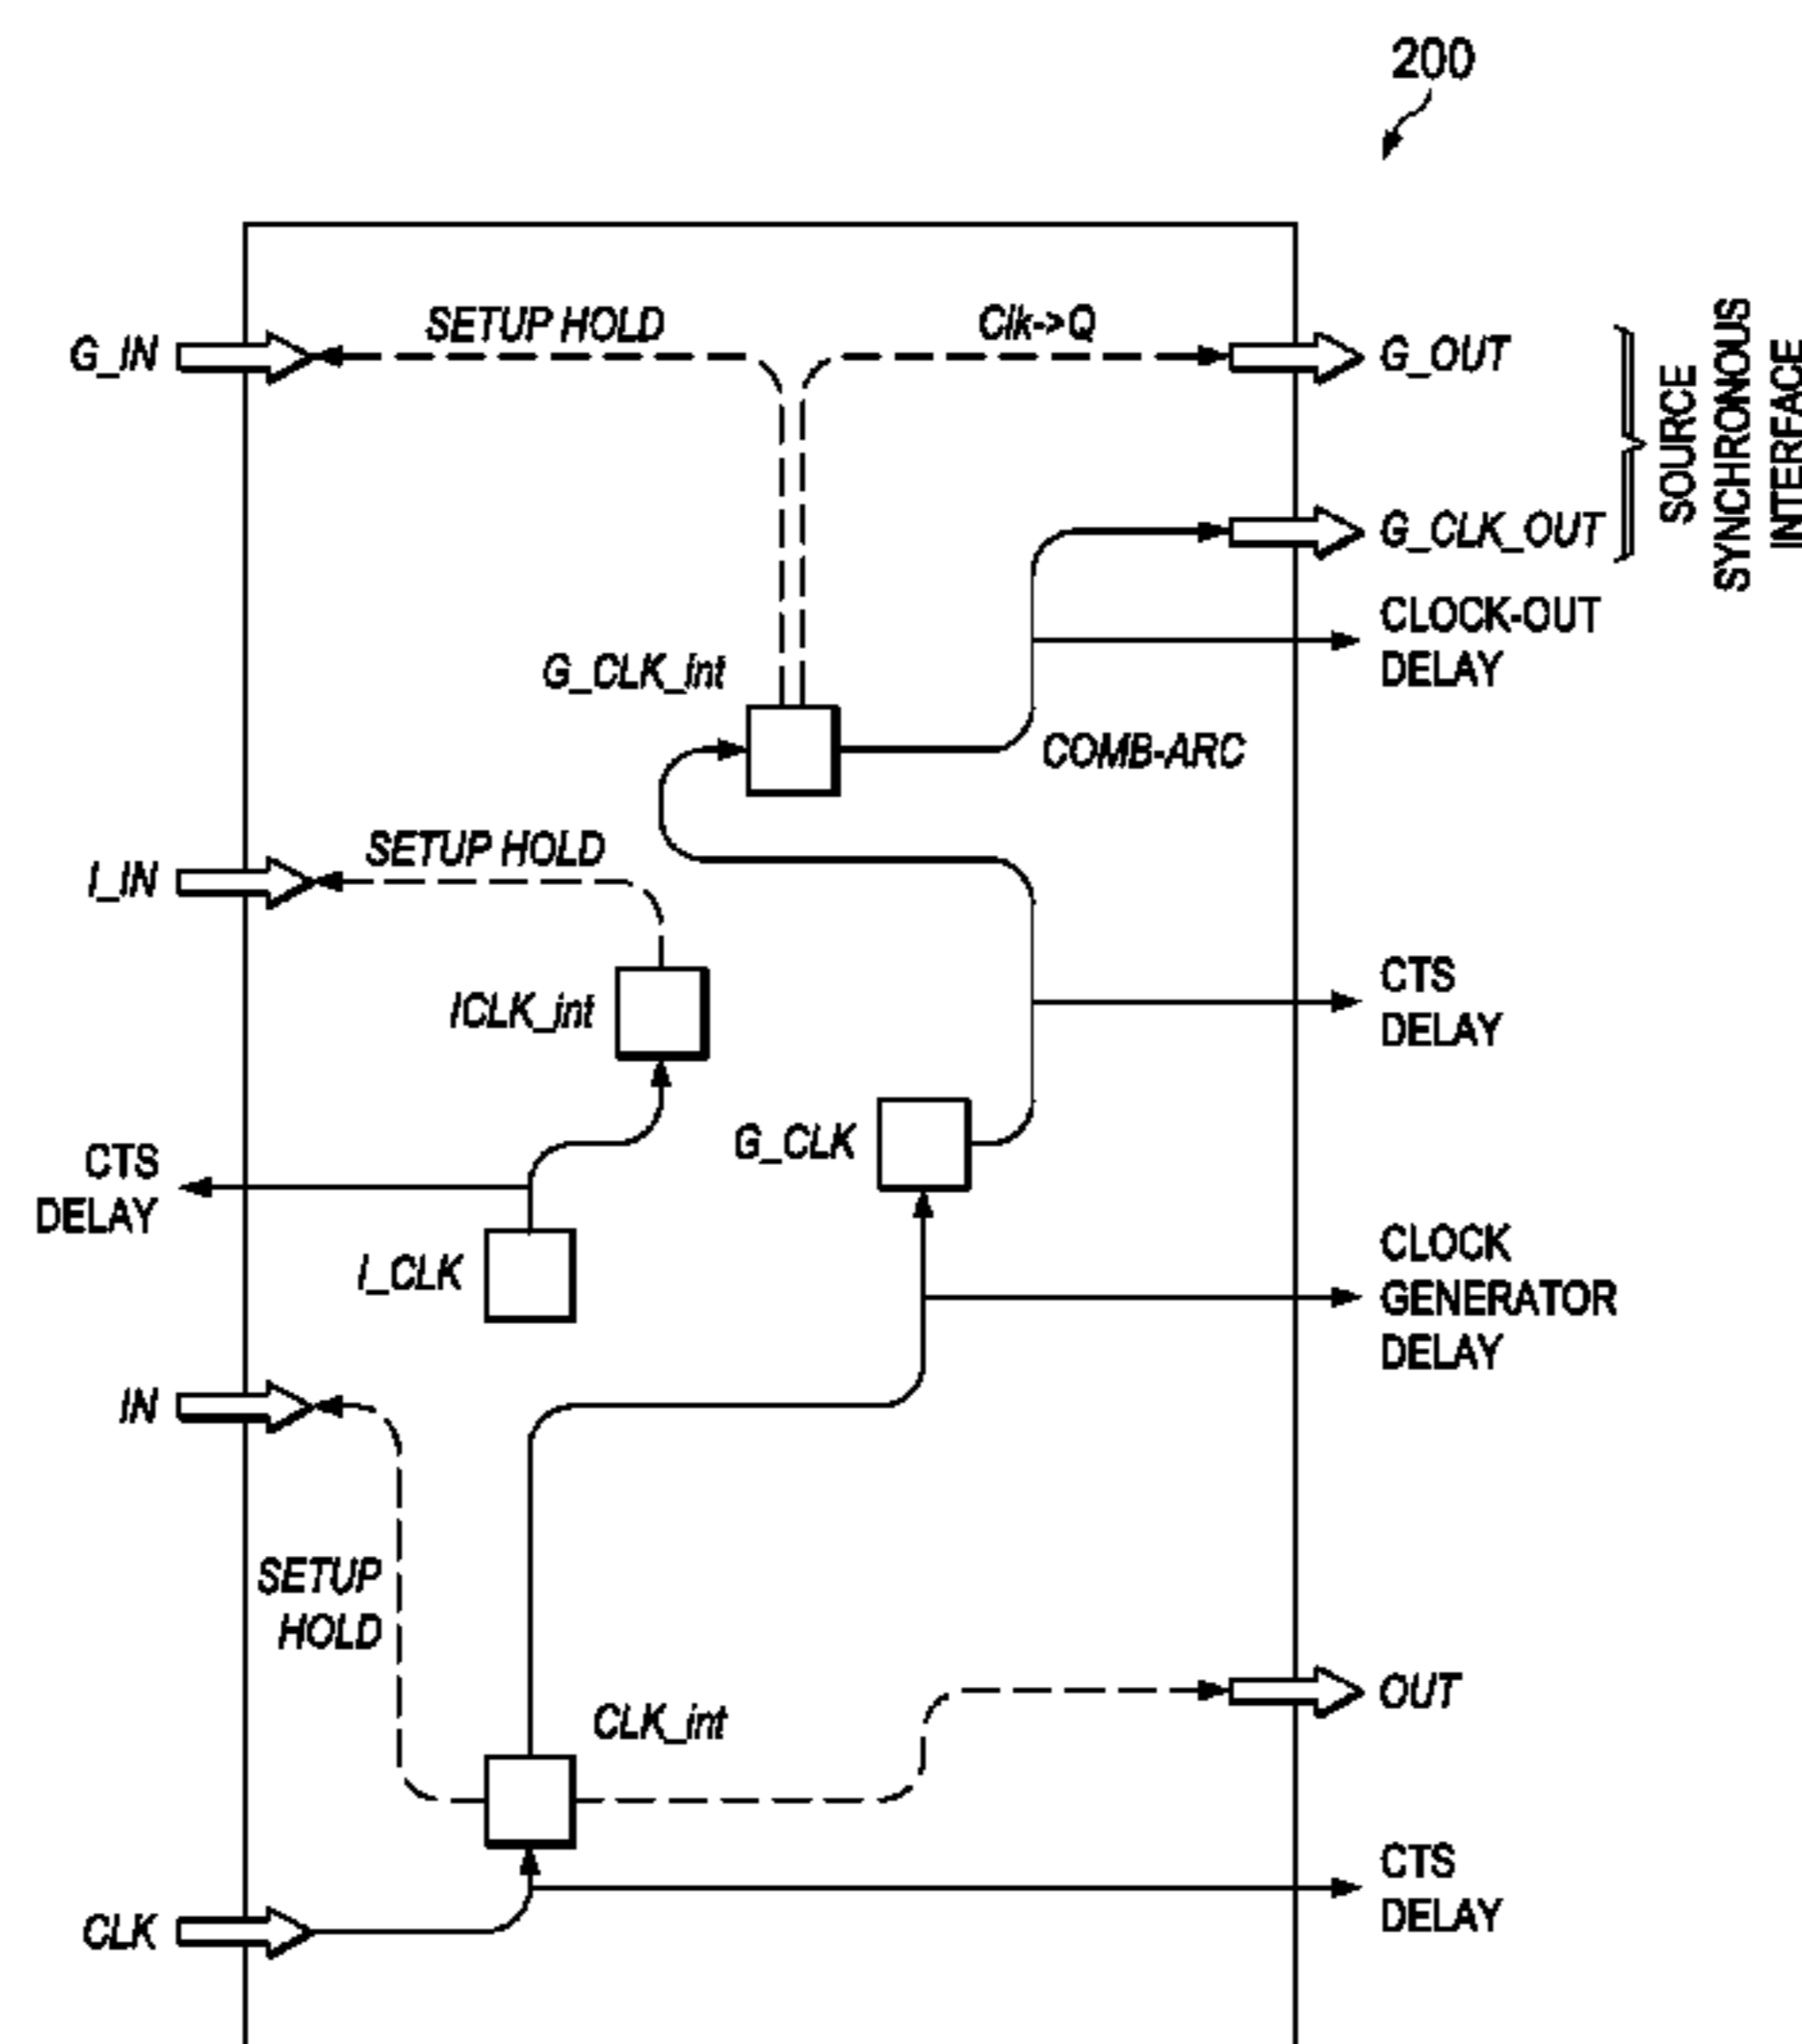 200
SETUP HOLD
Clk->Q
G_IN
G_OUT
SOURCE
SYNCHRONOUS
INTERFACE
G_CLK_OUT
CLOCK-OUT
DELAY
G_CLK_int
COMB-ARC
SETUP HOLD
I_IN
CTS
DELAY
ICLK_int
G_CLK
CTS
DELAY
I_CLK
CLOCK
GENERATOR
DELAY
IN
SETUP
HOLD
OUT
CLK_int
CTS
DELAY
CLK